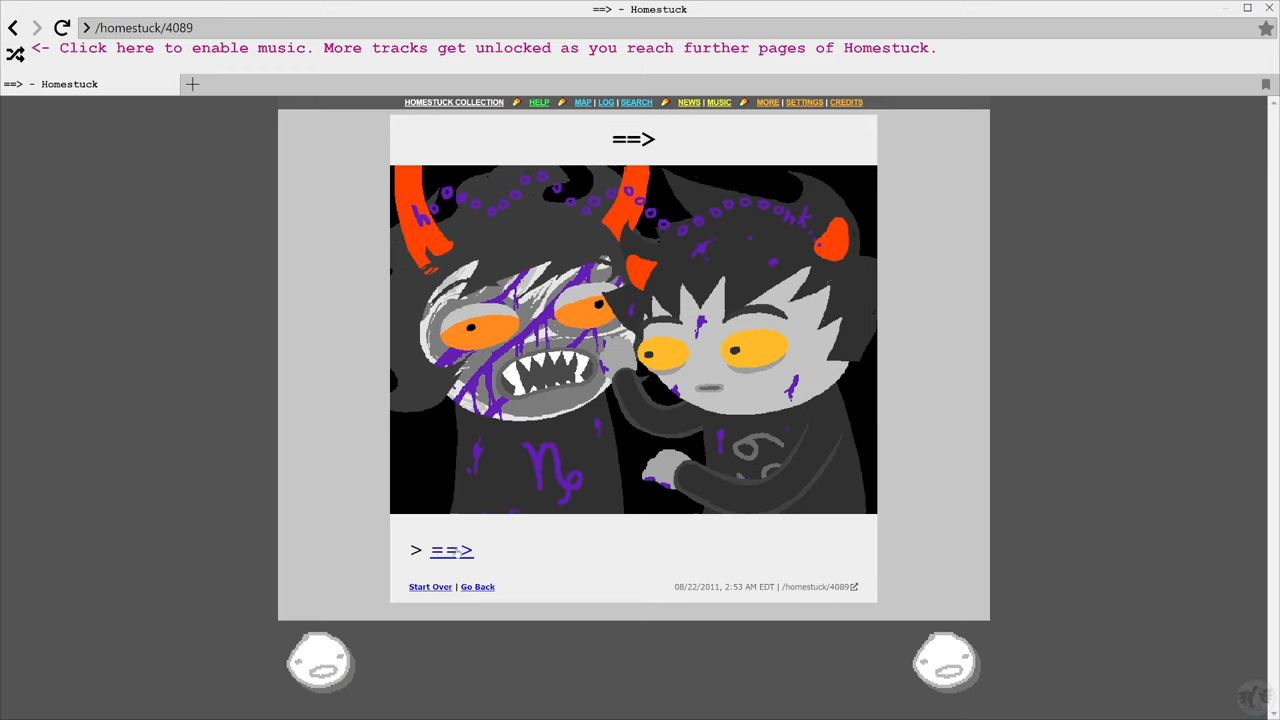 ==> - Homestuck
/homestuck/4089
<- Click here to enable music. More tracks get unlocked as you reach further pages of Homestuck.
==> - Homestuck
HOMESTUCK COLLECTION HELP MAP | LOG | SEARCH NEWS | MUSIC MORE | SETTINGS | CREDITS
==>
hooooooooooooooooooooooonk.
> ==>
Start Over | Go Back 08/22/2011, 2:53 AM EDT | /homestuck/4089